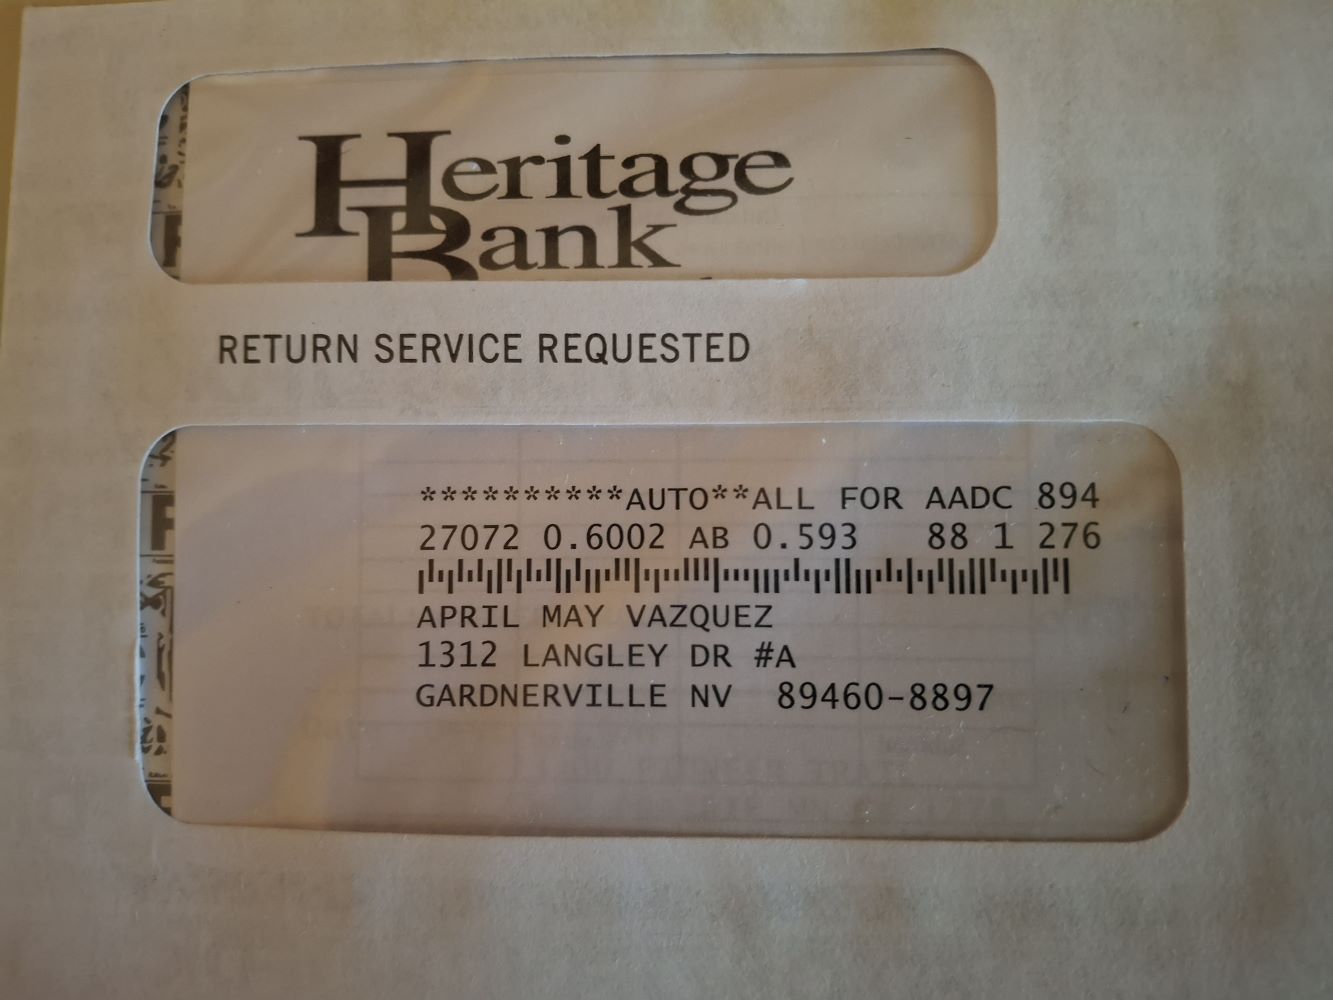 Heritage
Bank
RETURN SERVICE REQUESTED
**********AUTO**ALL FOR AADC 894
27072 0.6002 AB 0.593 88 1 276
APRIL MAY VAZQUEZ
1312 LANGLEY DR #A
GARDNERVILLE NV 89460-8897